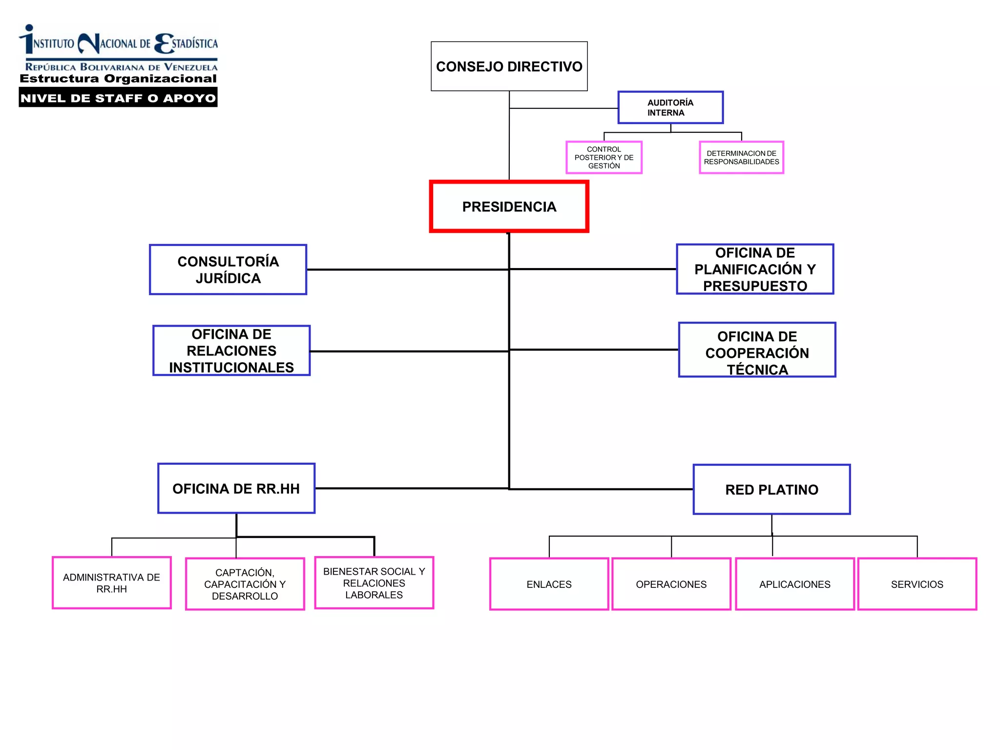 INSTITUTO NACIONAL DE ESTADÍSTICA
REPÚBLICA BOLIVARIANA DE VENEZUELA
Estructura Organizacional
NIVEL DE STAFF O APOYO
CONSEJO DIRECTIVO
AUDITORÍA
INTERNA
CONTROL
POSTERIOR Y DE
GESTIÓN
DETERMINACION DE
RESPONSABILIDADES
PRESIDENCIA
CONSULTORÍA
JURÍDICA
OFICINA DE
PLANIFICACIÓN Y
PRESUPUESTO
OFICINA DE
RELACIONES
INSTITUCIONALES
OFICINA DE
COOPERACIÓN
TÉCNICA
OFICINA DE RR.HH
RED PLATINO
ADMINISTRATIVA DE
RR.HH
CAPTACIÓN,
CAPACITACIÓN Y
DESARROLLO
BIENESTAR SOCIAL Y
RELACIONES
LABORALES
ENLACES
OPERACIONES
APLICACIONES
SERVICIOS